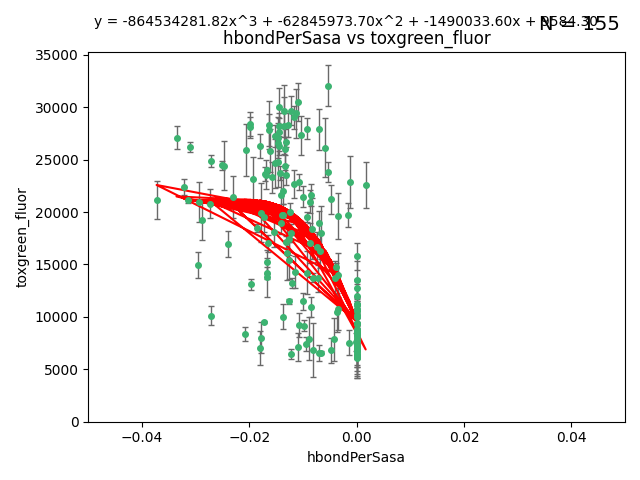 y = -864534281.82x^3 + -62845973.70x^2 + -1490033.60x + 9584.30
N = 155
hbondPerSasa vs toxgreen_fluor
35000
30000
25000
20000
15000
10000
5000
0
toxgreen_fluor
-0.04
-0.02
0.00
0.02
0.04
hbondPerSasa